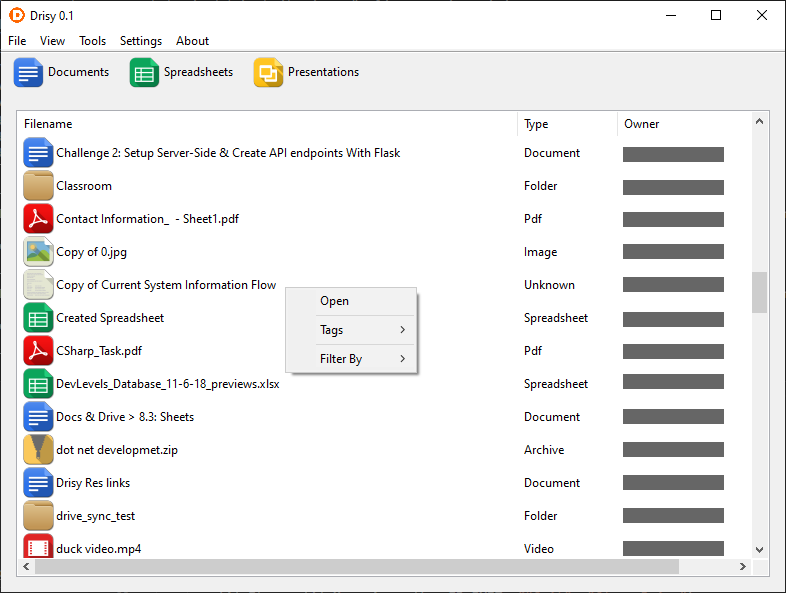 Drisy 0.1
File View Tools Settings About
Documents Spreadsheets Presentations
Filename Type Owner
Challenge 2: Setup Server-Side & Create API endpoints With Flask Document
Classroom Folder
Contact Information_ - Sheet1.pdf Pdf
Copy of 0.jpg Image
Copy of Current System Information Flow Unknown
Open
Created Spreadsheet Spreadsheet
Tags
CSharp_Task.pdf Pdf
Filter By
DevLevels_Database_11-6-18_previews.xlsx Spreadsheet
Docs & Drive > 8.3: Sheets Document
dot net developmet.zip Archive
Drisy Res links Document
drive_sync_test Folder
duck video.mp4 Video